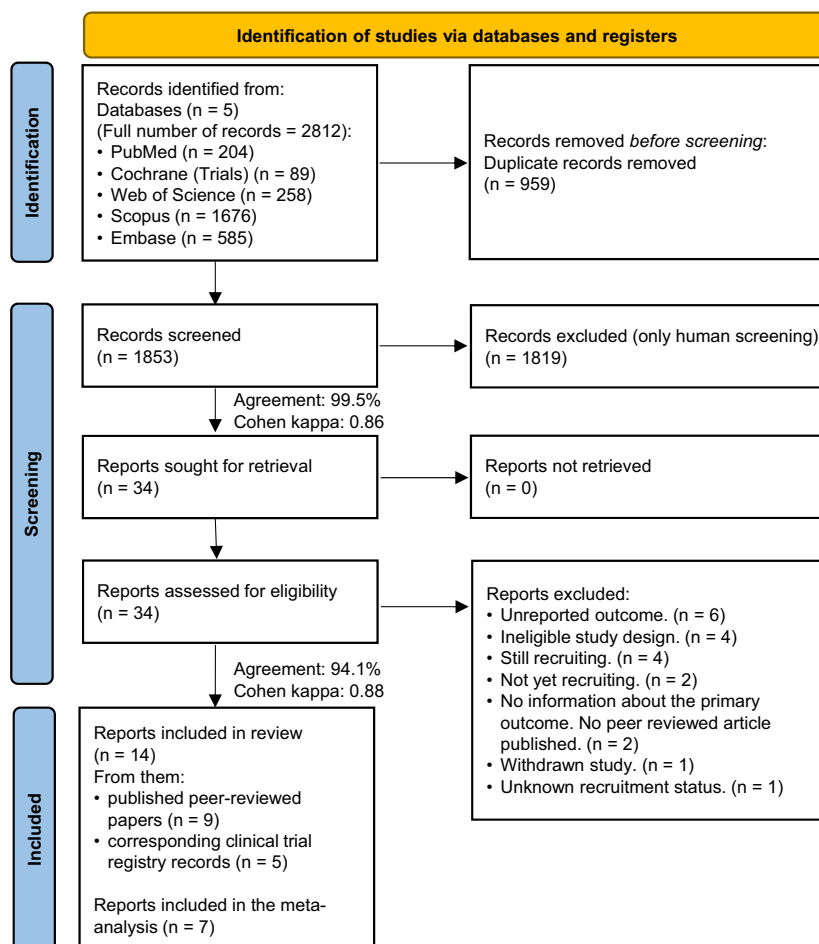 Identification of studies via databases and registers
Identification
Records identified from:
Databases (n = 5)
(Full number of records = 2812):
• PubMed (n = 204)
• Cochrane (Trials) (n = 89)
• Web of Science (n = 258)
• Scopus (n = 1676)
• Embase (n = 585)
Records removed before screening:
Duplicate records removed
(n = 959)
Screening
Records screened
(n = 1853)
Records excluded (only human screening)
(n = 1819)
Agreement: 99.5%
Cohen kappa: 0.86
Reports sought for retrieval
(n = 34)
Reports not retrieved
(n = 0)
Reports assessed for eligibility
(n = 34)
Reports excluded:
• Unreported outcome. (n = 6)
• Ineligible study design. (n = 4)
• Still recruiting. (n = 4)
• Not yet recruiting. (n = 2)
• No information about the primary
outcome. No peer reviewed article
published. (n = 2)
• Withdrawn study. (n = 1)
• Unknown recruitment status. (n = 1)
Agreement: 94.1%
Cohen kappa: 0.88
Included
Reports included in review
(n = 14)
From them:
• published peer-reviewed
papers (n = 9)
• corresponding clinical trial
registry records (n = 5)
Reports included in the meta-
analysis (n = 7)